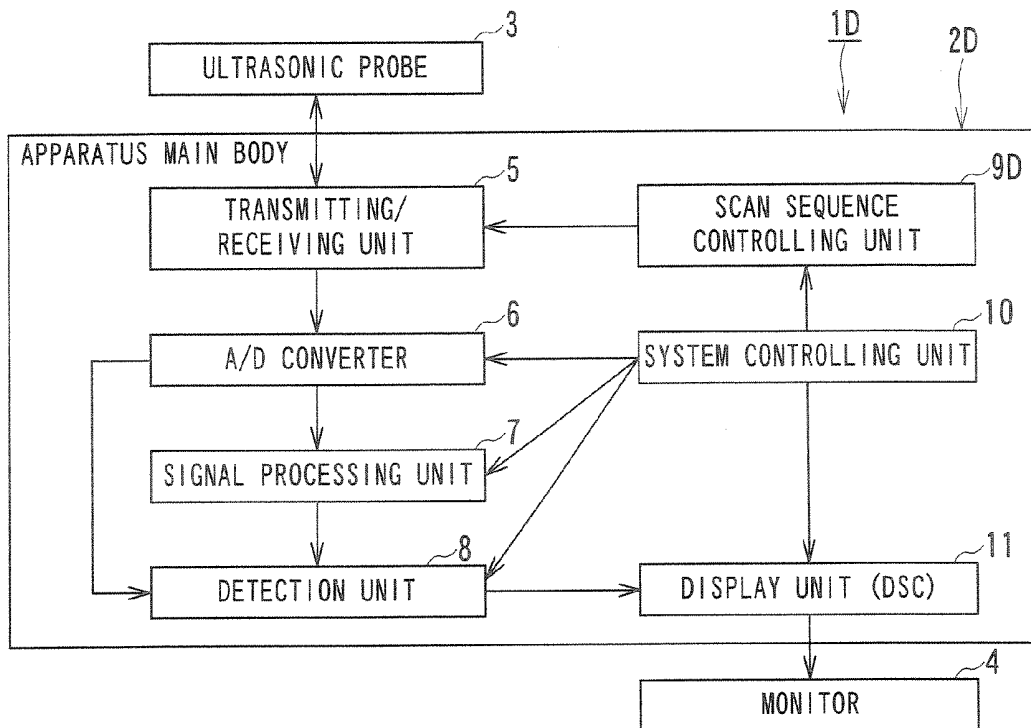 3
1D
2D
ULTRASONIC PROBE
APPARATUS MAIN BODY
5
9D
TRANSMITTING/
RECEIVING UNIT
SCAN SEQUENCE
CONTROLLING UNIT
6
10
A/D CONVERTER
SYSTEM CONTROLLING UNIT
7
SIGNAL PROCESSING UNIT
8
11
DETECTION UNIT
DISPLAY UNIT (DSC)
4
MONITOR